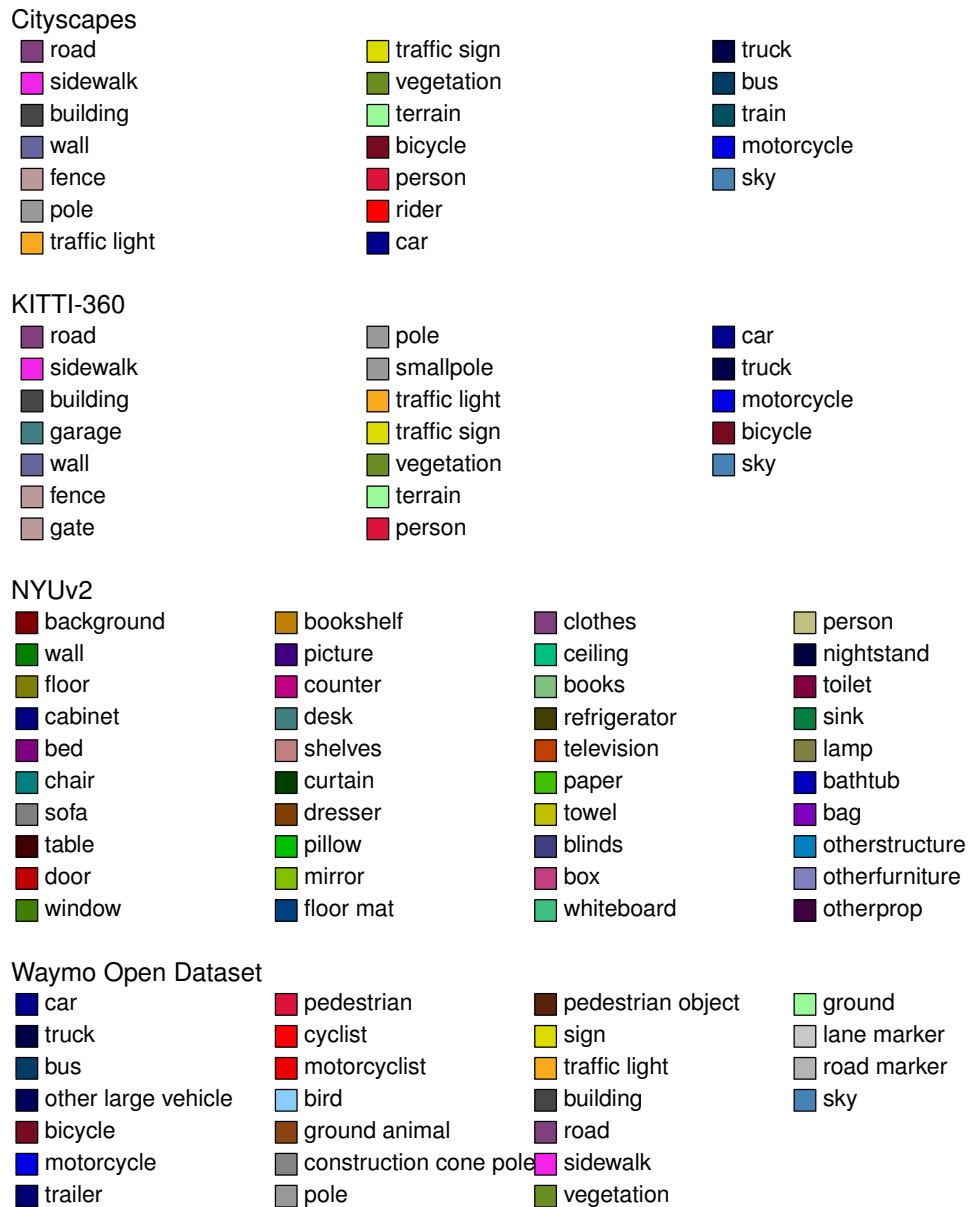 Cityscapes
road
sidewalk
building
wall
fence
pole
traffic light
traffic sign
vegetation
terrain
bicycle
person
rider
car
truck
bus
train
motorcycle
sky
KITTI-360
road
sidewalk
building
garage
wall
fence
gate
pole
smallpole
traffic light
traffic sign
vegetation
terrain
person
car
truck
motorcycle
bicycle
sky
NYUv2
background
wall
floor
cabinet
bed
chair
sofa
table
door
window
bookshelf
picture
counter
desk
shelves
curtain
dresser
pillow
mirror
floor mat
clothes
ceiling
books
refrigerator
television
paper
towel
blinds
box
whiteboard
person
nightstand
toilet
sink
lamp
bathtub
bag
otherstructure
otherfurniture
otherprop
Waymo Open Dataset
car
truck
bus
other large vehicle
bicycle
motorcycle
trailer
pedestrian
cyclist
motorcyclist
bird
ground animal
construction cone pole
pole
pedestrian object
sign
traffic light
building
road
sidewalk
vegetation
ground
lane marker
road marker
sky